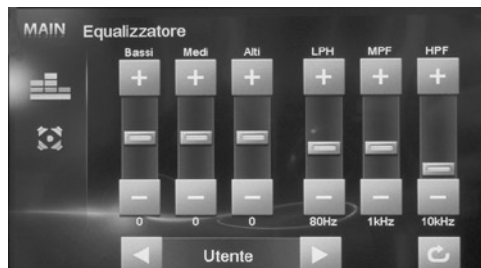 MAIN Equalizzatore
Bassi Medi Alti LPH MPF HPF
0 0 0 80Hz 1kHz 10kHz
Utente